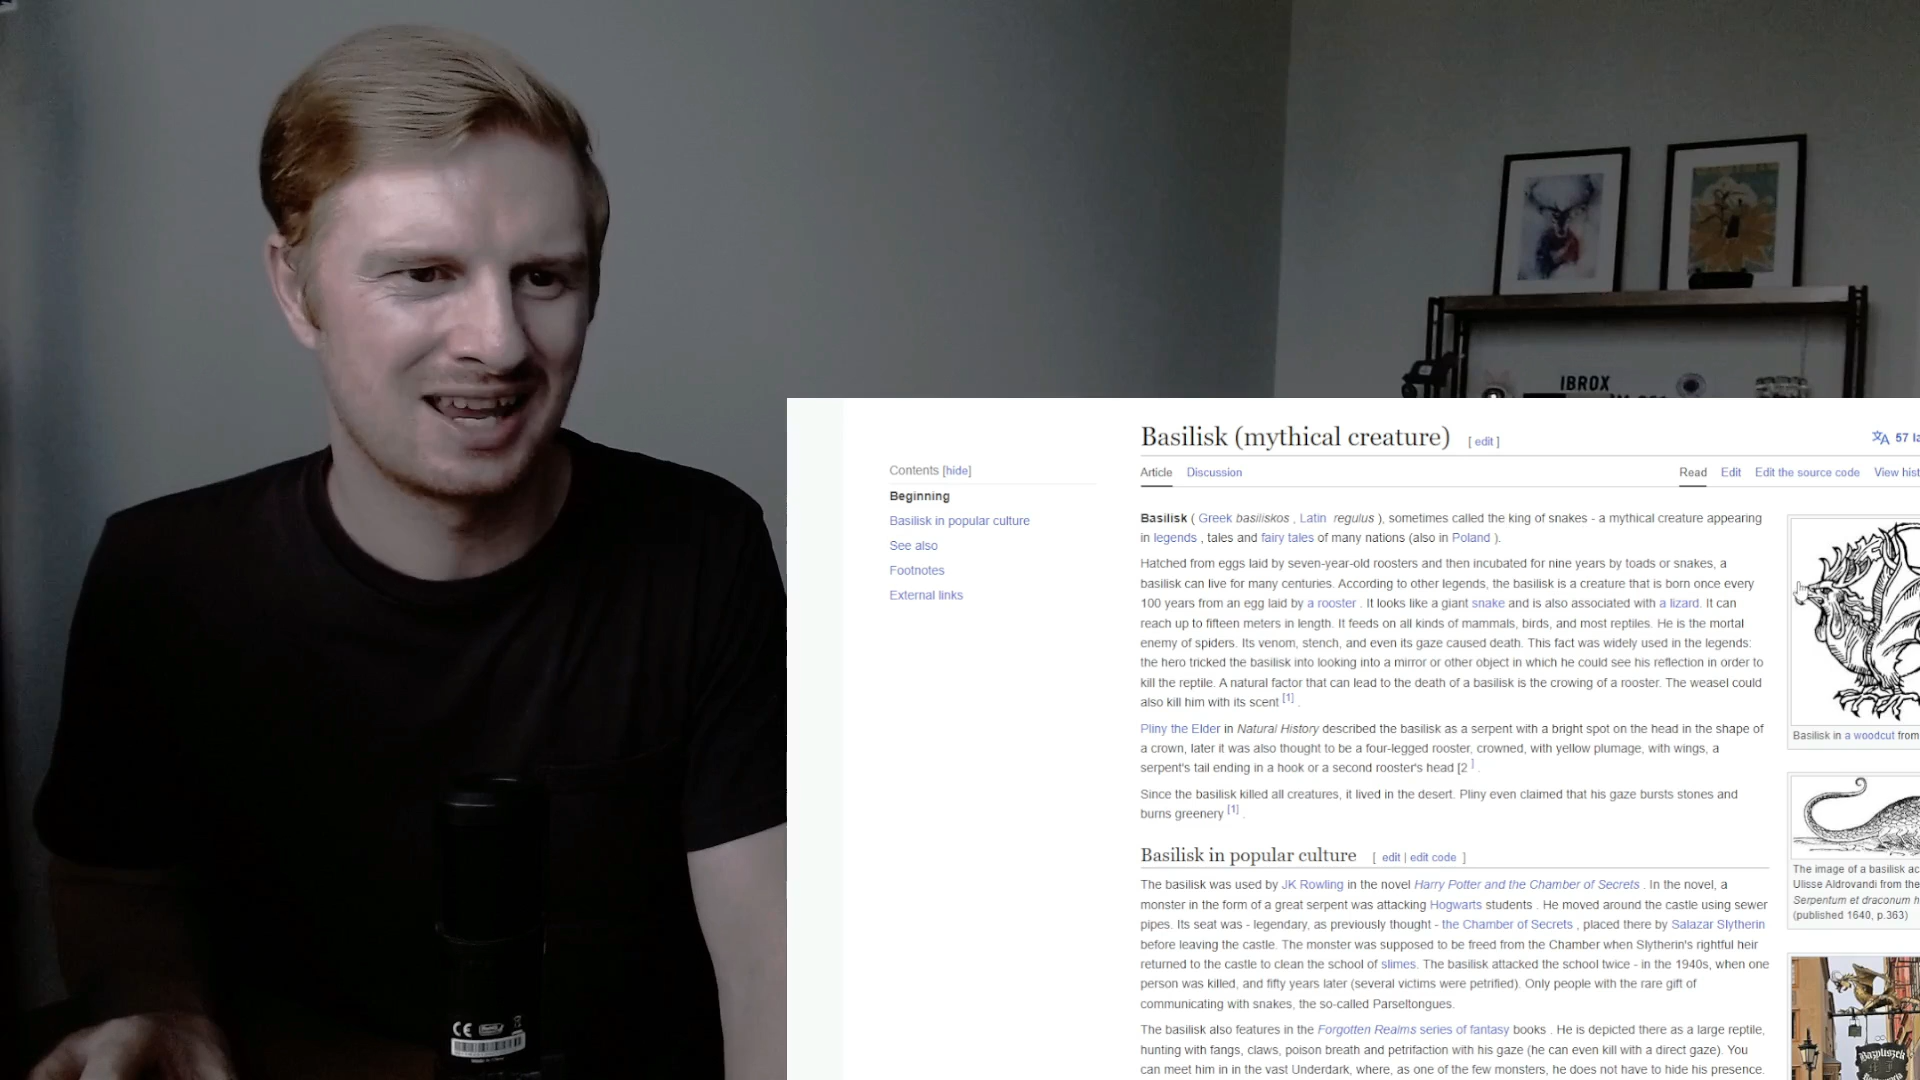 IBROX
Basilisk (mythical creature) [ edit ]
57 la
Contents [hide]
Article Discussion
Read Edit Edit the source code View hist
Beginning
Basilisk in popular culture
See also
Footnotes
External links
Basilisk ( Greek basiliskos , Latin regulus ), sometimes called the king of snakes - a mythical creature appearing
in legends , tales and fairy tales of many nations (also in Poland ).
Hatched from eggs laid by seven-year-old roosters and then incubated for nine years by toads or snakes, a
basilisk can live for many centuries. According to other legends, the basilisk is a creature that is born once every
100 years from an egg laid by a rooster . It looks like a giant snake and is also associated with a lizard. It can
reach up to fifteen meters in length. It feeds on all kinds of mammals, birds, and most reptiles. He is the mortal
enemy of spiders. Its venom, stench, and even its gaze caused death. This fact was widely used in the legends:
the hero tricked the basilisk into looking into a mirror or other object in which he could see his reflection in order to
kill the reptile. A natural factor that can lead to the death of a basilisk is the crowing of a rooster. The weasel could
also kill him with its scent [1] .
Pliny the Elder in Natural History described the basilisk as a serpent with a bright spot on the head in the shape of
a crown, later it was also thought to be a four-legged rooster, crowned, with yellow plumage, with wings, a
serpent's tail ending in a hook or a second rooster's head [2 ] .
Since the basilisk killed all creatures, it lived in the desert. Pliny even claimed that his gaze bursts stones and
burns greenery [1] .
Basilisk in popular culture [ edit | edit code ]
The basilisk was used by JK Rowling in the novel Harry Potter and the Chamber of Secrets . In the novel, a
monster in the form of a great serpent was attacking Hogwarts students . He moved around the castle using sewer
pipes. Its seat was - legendary, as previously thought - the Chamber of Secrets , placed there by Salazar Slytherin
before leaving the castle. The monster was supposed to be freed from the Chamber when Slytherin's rightful heir
returned to the castle to clean the school of slimes. The basilisk attacked the school twice - in the 1940s, when one
person was killed, and fifty years later (several victims were petrified). Only people with the rare gift of
communicating with snakes, the so-called Parseltongues.
The basilisk also features in the Forgotten Realms series of fantasy books . He is depicted there as a large reptile,
hunting with fangs, claws, poison breath and petrifaction with his gaze (he can even kill with a direct gaze). You
can meet him in in the vast Underdark, where, as one of the few monsters, he does not have to hide his presence.
Basilisk in a woodcut from
The image of a basilisk ac
Ulisse Aldrovandi from the
Serpentum et draconum h
(published 1640, p.363)
Bazyliszek
CE